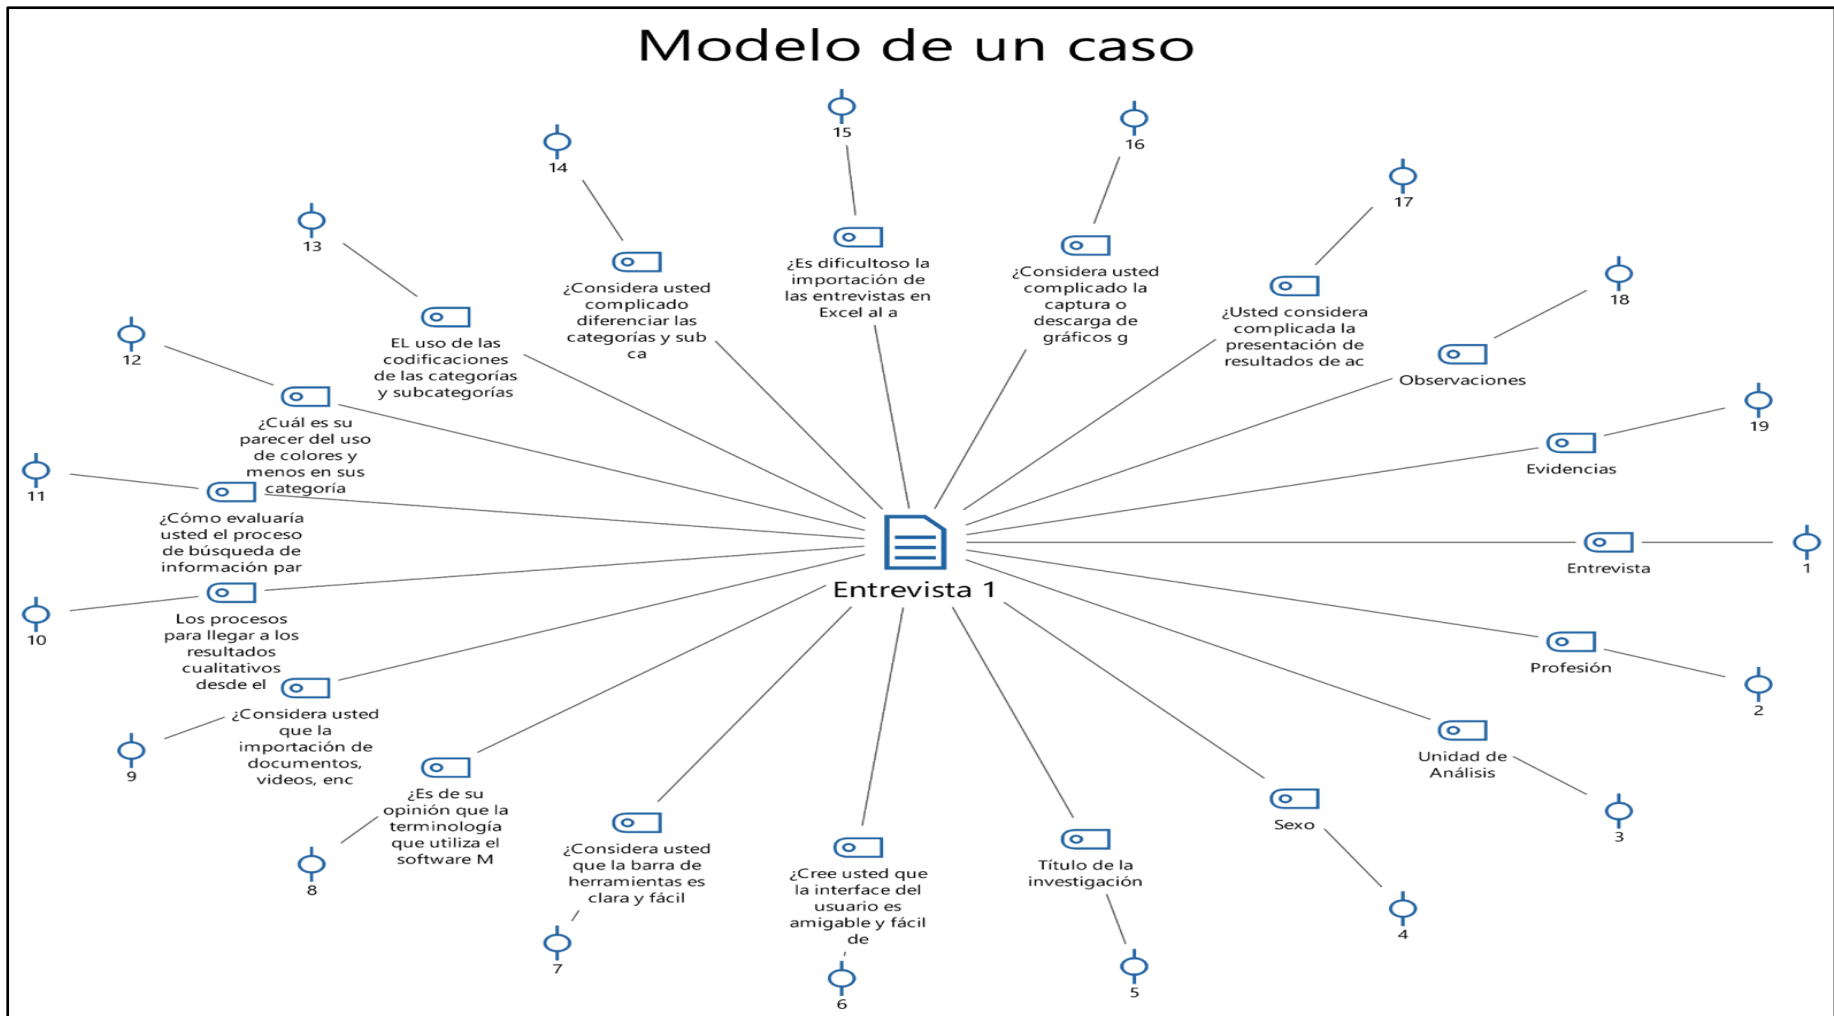 Modelo de un caso
15
16
14
17
13
18
12
19
11
1
10
2
9
3
8
4
7
5
6
¿Es dificultoso la
importación de
las entrevistas en
Excel al a
¿Considera usted
complicado la
captura o
descarga de
gráficos g
¿Considera usted
complicado
diferenciar las
categorías y sub
ca
¿Usted considera
complicada la
presentación de
resultados de ac
EL uso de las
codificaciones
de las categorías
y subcategorías
Observaciones
¿Cuál es su
parecer del uso
de colores y
menos en sus
categoría
Evidencias
¿Cómo evaluaría
usted el proceso
de búsqueda de
información par
Entrevista
Entrevista 1
Los procesos
para llegar a los
resultados
cualitativos
desde el
Profesión
¿Considera usted
que la
importación de
documentos,
videos, enc
Unidad de
Análisis
¿Es de su
opinión que la
terminología
que utiliza el
software M
Sexo
¿Considera usted
que la barra de
herramientas es
clara y fácil
¿Cree usted que
la interface del
usuario es
amigable y fácil
de
Título de la
investigación